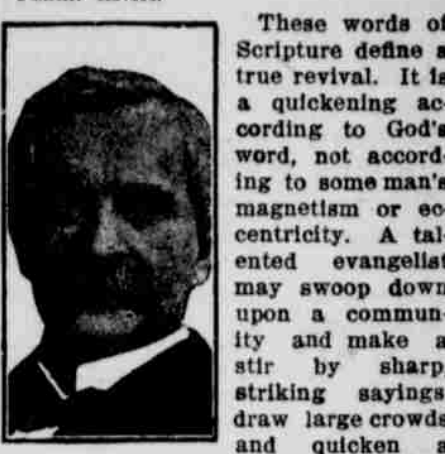 These words of
Scripture define a
true revival. It is
a quickening ac
cording to God's
word, not accord-
ing to some man's
magnetism or ec
centricity. A tal-
ented evangelist
may swoop down
upon a commun-
ity and make a
stir by sharp,
striking sayings,
draw large crowds
and quicken a